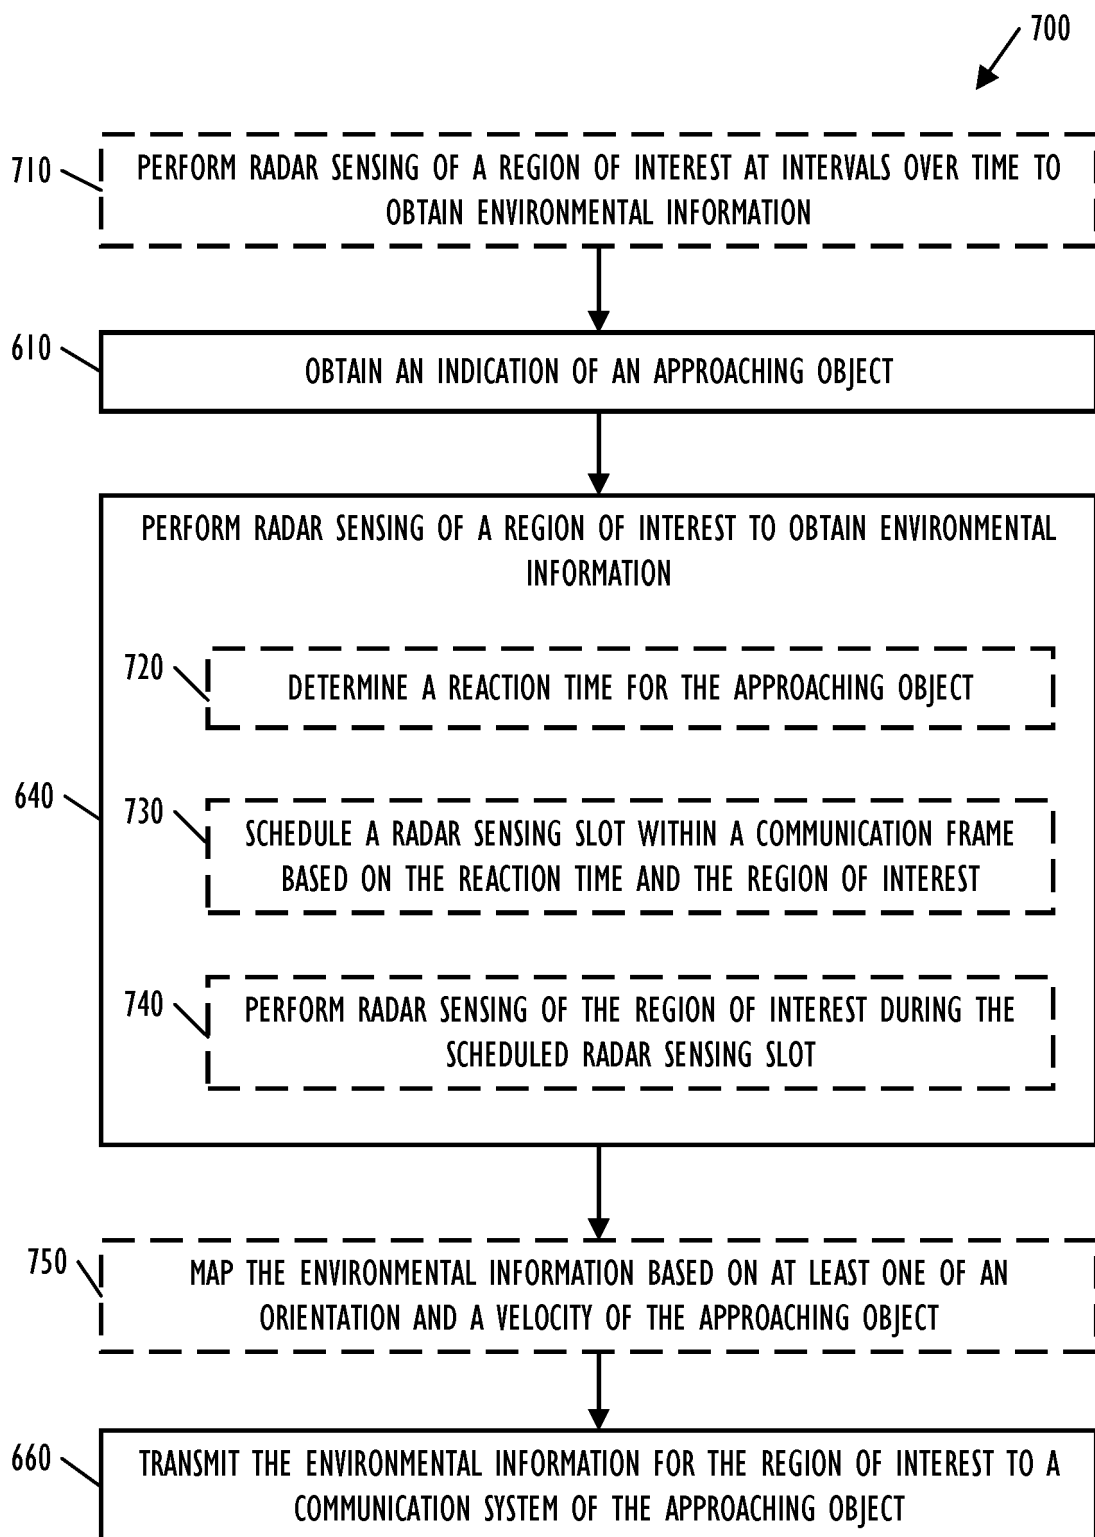 700
710
PERFORM RADAR SENSING OF A REGION OF INTEREST AT INTERVALS OVER TIME TO
OBTAIN ENVIRONMENTAL INFORMATION
610
OBTAIN AN INDICATION OF AN APPROACHING OBJECT
PERFORM RADAR SENSING OF A REGION OF INTEREST TO OBTAIN ENVIRONMENTAL
INFORMATION
720
DETERMINE A REACTION TIME FOR THE APPROACHING OBJECT
640
730
SCHEDULE A RADAR SENSING SLOT WITHIN A COMMUNICATION FRAME
BASED ON THE REACTION TIME AND THE REGION OF INTEREST
740
PERFORM RADAR SENSING OF THE REGION OF INTEREST DURING THE
SCHEDULED RADAR SENSING SLOT
750
MAP THE ENVIRONMENTAL INFORMATION BASED ON AT LEAST ONE OF AN
ORIENTATION AND A VELOCITY OF THE APPROACHING OBJECT
660
TRANSMIT THE ENVIRONMENTAL INFORMATION FOR THE REGION OF INTEREST TO A
COMMUNICATION SYSTEM OF THE APPROACHING OBJECT